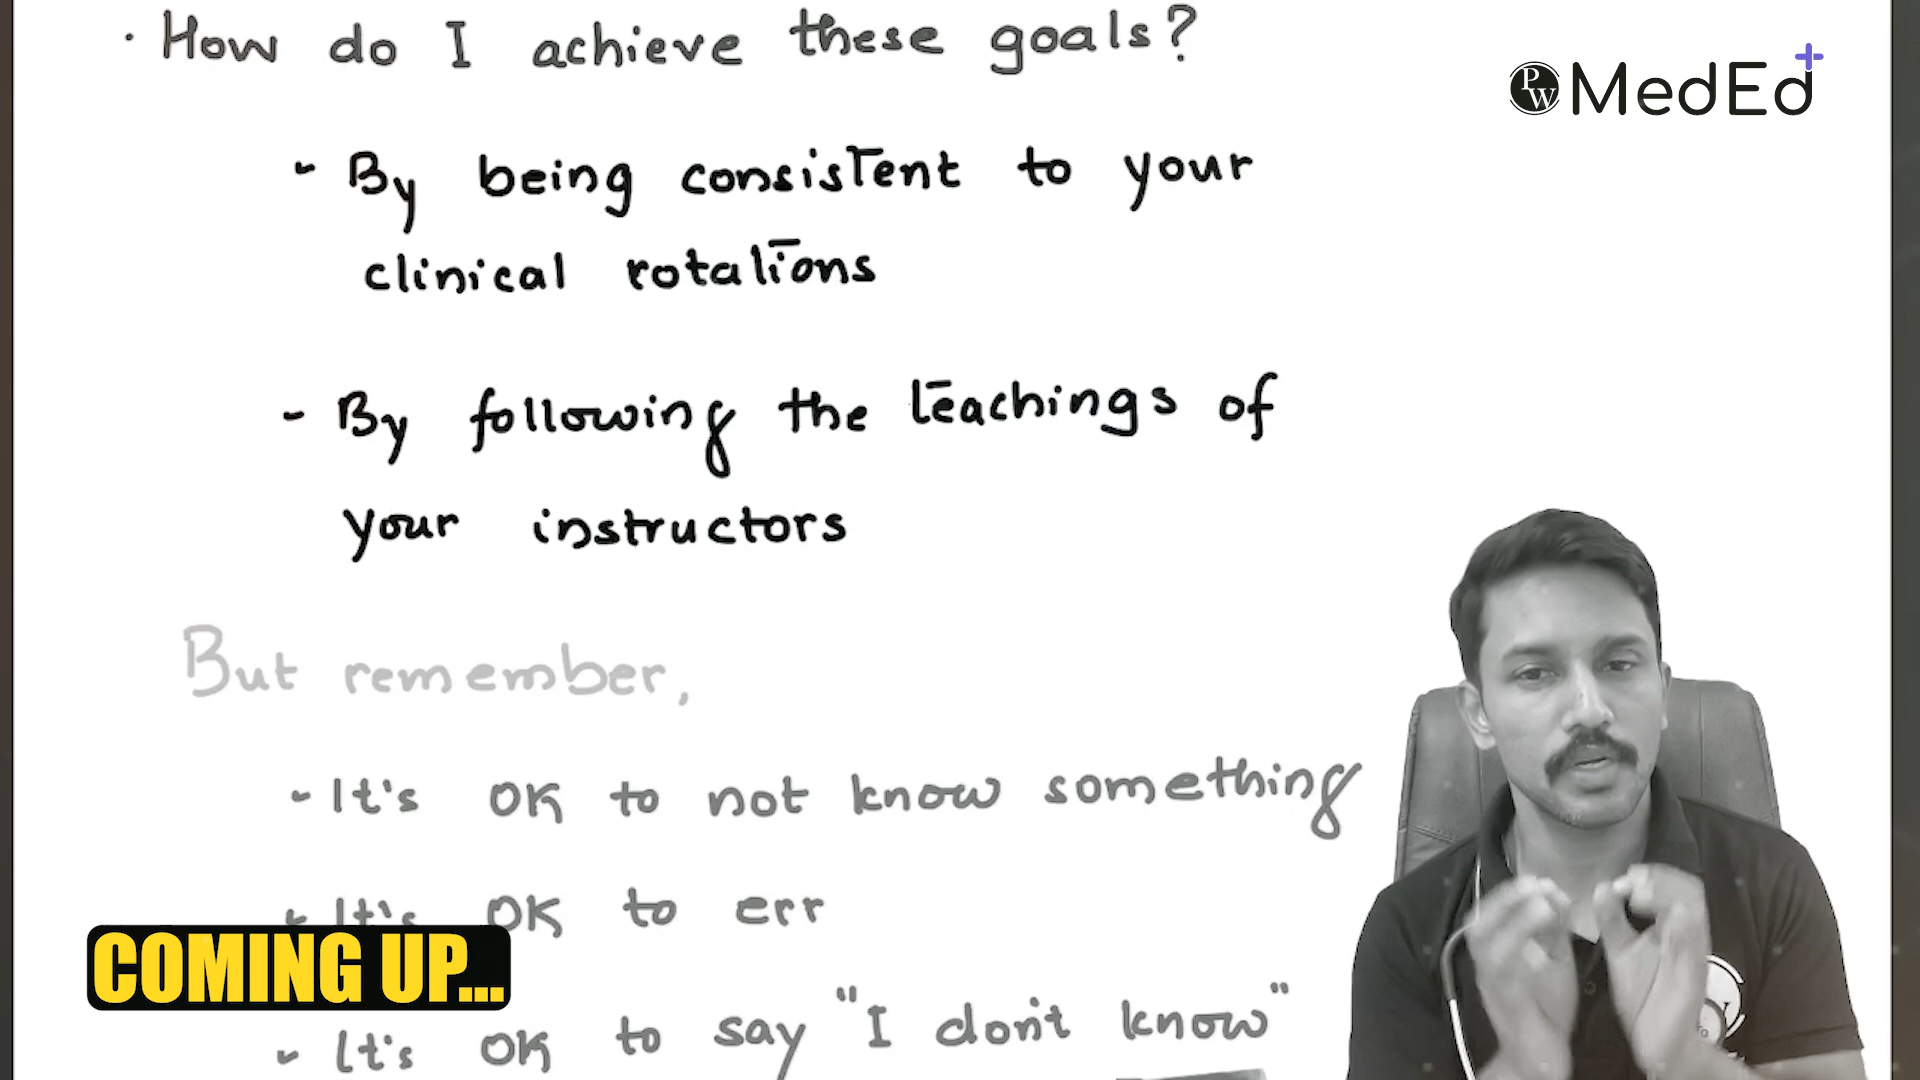 · How do I achieve these goals?
PW MedEd+
- By being consistent to your
clinical rotations
- By following the teachings of
your instructors
But remember,
- It's OK to not know something
- It's OK to err
COMING UP...
- It's OK to say "I don't know"